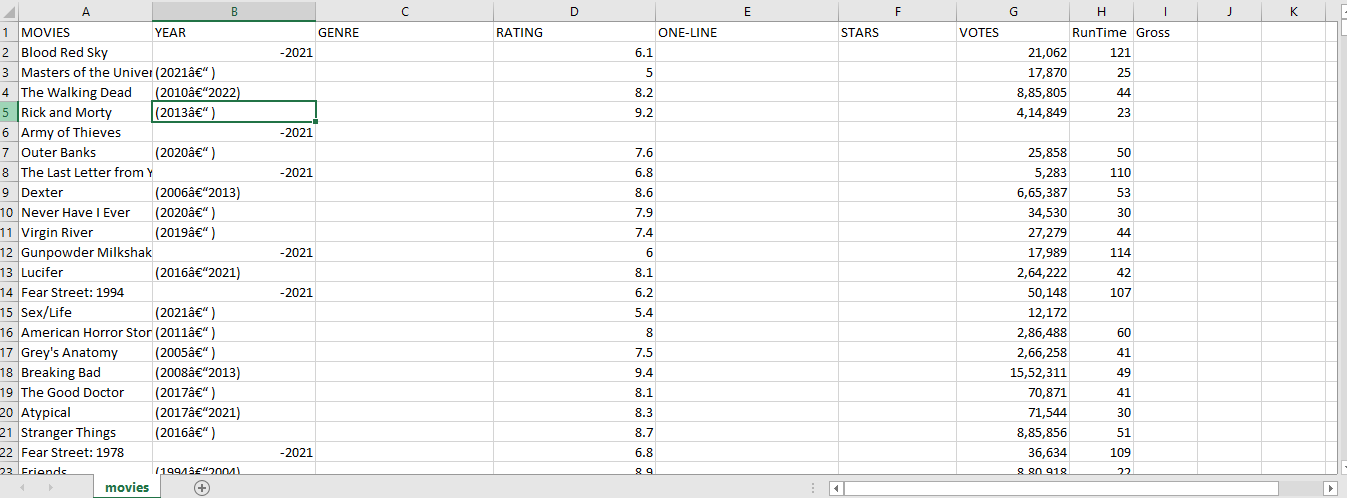 A B C D E F G H I J K
1 MOVIES YEAR GENRE RATING ONE-LINE STARS VOTES RunTime Gross
2 Blood Red Sky -2021 6.1 21,062 121
3 Masters of the Univer (2021â€“ ) 5 17,870 25
4 The Walking Dead (2010â€“2022) 8.2 8,85,805 44
5 Rick and Morty (2013â€“ ) 9.2 4,14,849 23
6 Army of Thieves -2021
7 Outer Banks (2020â€“ ) 7.6 25,858 50
8 The Last Letter from Y -2021 6.8 5,283 110
9 Dexter (2006â€“2013) 8.6 6,65,387 53
10 Never Have I Ever (2020â€“ ) 7.9 34,530 30
11 Virgin River (2019â€“ ) 7.4 27,279 44
12 Gunpowder Milkshak -2021 6 17,989 114
13 Lucifer (2016â€“2021) 8.1 2,64,222 42
14 Fear Street: 1994 -2021 6.2 50,148 107
15 Sex/Life (2021â€“ ) 5.4 12,172
16 American Horror Stor (2011â€“ ) 8 2,86,488 60
17 Grey's Anatomy (2005â€“ ) 7.5 2,66,258 41
18 Breaking Bad (2008â€“2013) 9.4 15,52,311 49
19 The Good Doctor (2017â€“ ) 8.1 70,871 41
20 Atypical (2017â€“2021) 8.3 71,544 30
21 Stranger Things (2016â€“ ) 8.7 8,85,856 51
22 Fear Street: 1978 -2021 6.8 36,634 109
23 Friends (1994â€“2004) 8.9 8,80,918 22
movies